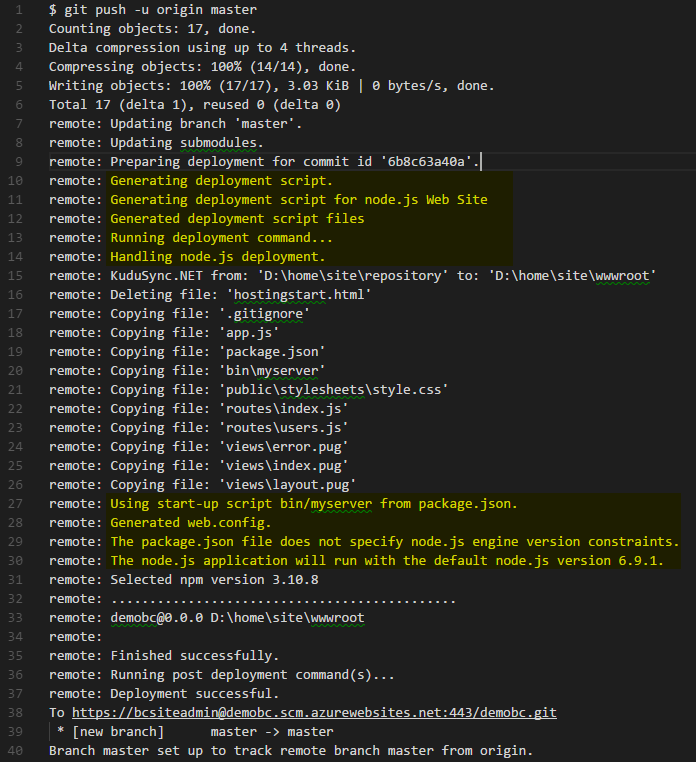 1 $ git push -u origin master
2 Counting objects: 17, done.
3 Delta compression using up to 4 threads.
4 Compressing objects: 100% (14/14), done.
5 Writing objects: 100% (17/17), 3.03 KiB | 0 bytes/s, done.
6 Total 17 (delta 1), reused 0 (delta 0)
7 remote: Updating branch 'master'.
8 remote: Updating submodules.
9 remote: Preparing deployment for commit id '6b8c63a40a'.
10 remote: Generating deployment script.
11 remote: Generating deployment script for node.js Web Site
12 remote: Generated deployment script files
13 remote: Running deployment command...
14 remote: Handling node.js deployment.
15 remote: KuduSync.NET from: 'D:\home\site\repository' to: 'D:\home\site\wwwroot'
16 remote: Deleting file: 'hostingstart.html'
17 remote: Copying file: '.gitignore'
18 remote: Copying file: 'app.js'
19 remote: Copying file: 'package.json'
20 remote: Copying file: 'bin\myserver'
21 remote: Copying file: 'public\stylesheets\style.css'
22 remote: Copying file: 'routes\index.js'
23 remote: Copying file: 'routes\users.js'
24 remote: Copying file: 'views\error.pug'
25 remote: Copying file: 'views\index.pug'
26 remote: Copying file: 'views\layout.pug'
27 remote: Using start-up script bin/myserver from package.json.
28 remote: Generated web.config.
29 remote: The package.json file does not specify node.js engine version constraints.
30 remote: The node.js application will run with the default node.js version 6.9.1.
31 remote: Selected npm version 3.10.8
32 remote: ..............................................
33 remote: demobc@0.0.0 D:\home\site\wwwroot
34 remote:
35 remote: Finished successfully.
36 remote: Running post deployment command(s)...
37 remote: Deployment successful.
38 To https://bcsiteadmin@demobc.scm.azurewebsites.net:443/demobc.git
39 * [new branch]      master -> master
40 Branch master set up to track remote branch master from origin.